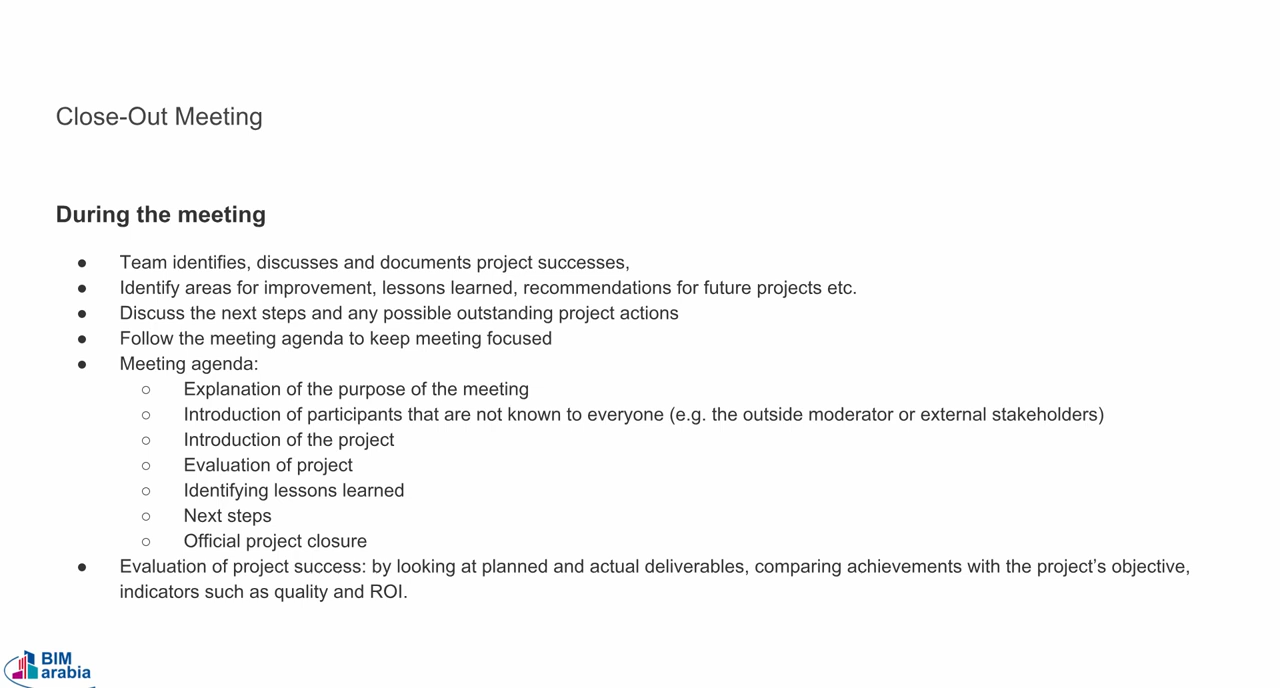 Close-Out Meeting
During the meeting
● Team identifies, discusses and documents project successes,
● Identify areas for improvement, lessons learned, recommendations for future projects etc.
● Discuss the next steps and any possible outstanding project actions
● Follow the meeting agenda to keep meeting focused
● Meeting agenda:
○ Explanation of the purpose of the meeting
○ Introduction of participants that are not known to everyone (e.g. the outside moderator or external stakeholders)
○ Introduction of the project
○ Evaluation of project
○ Identifying lessons learned
○ Next steps
○ Official project closure
● Evaluation of project success: by looking at planned and actual deliverables, comparing achievements with the project’s objective,
indicators such as quality and ROI.
BIM
arabia